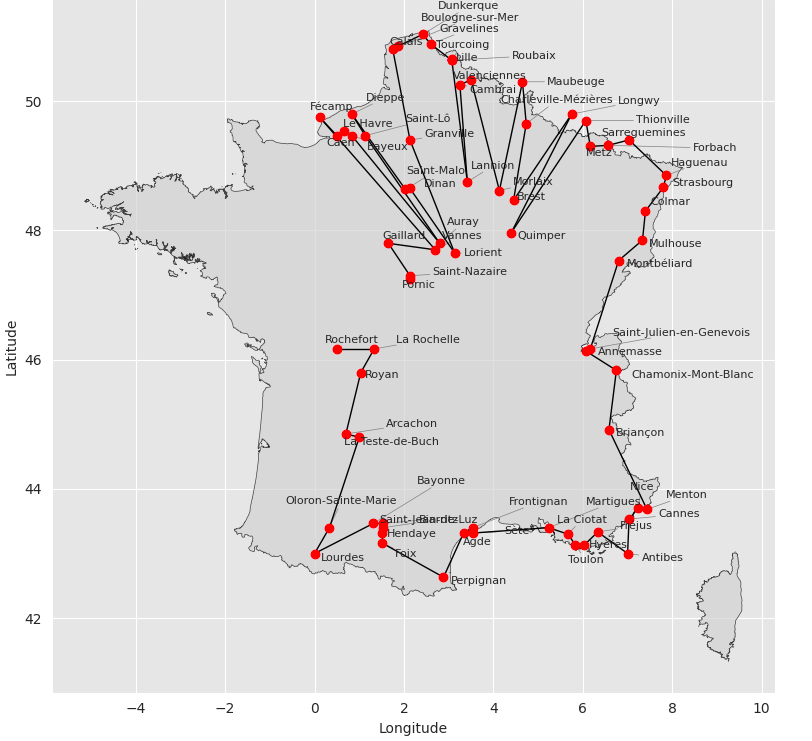 Dunkerque
Boulogne-sur-Mer
Gravelines
Calais
Tourcoing
Lille
Roubaix
Valenciennes
Maubeuge
Cambrai
Charleville-Mézières
Longwy
Dieppe
Fécamp
Le Havre
Saint-Lô
Thionville
Granville
Sarreguemines
Caen
Bayeux
Metz
Forbach
Haguenau
Saint-Malo
Lannion
Dinan
Morlaix
Strasbourg
Brest
Colmar
Auray
Gaillard
Vannes
Quimper
Mulhouse
Lorient
Montbéliard
Saint-Nazaire
Pornic
Rochefort
La Rochelle
Saint-Julien-en-Genevois
Annemasse
Royan
Chamonix-Mont-Blanc
Arcachon
La Teste-de-Buch
Briançon
Bayonne
Nice
Menton
Oloron-Sainte-Marie
Frontignan
Martigues
Cannes
Saint-Jean-de-Luz
Biarritz
La Ciotat
Fréjus
Hendaye
Sète
Agde
Hyères
Foix
Lourdes
Toulon
Antibes
Perpignan
50
48
46
44
42
Latitude
−4
−2
0
2
4
6
8
10
Longitude